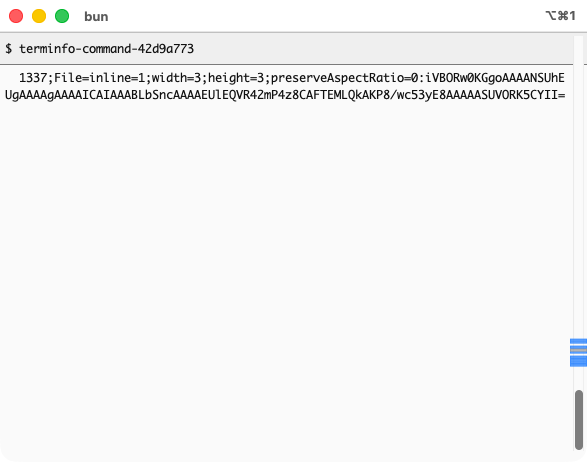 bun
⌥⌘1
$ terminfo-command-42d9a773
1337;File=inline=1;width=3;height=3;preserveAspectRatio=0:iVBORw0KGgoAAAANSUhE
UgAAAAgAAAAICAIAAABLbSncAAAAEUlEQVR42mP4z8CAFTEMLQkAKP8/wc53yE8AAAAASUVORK5CYII=